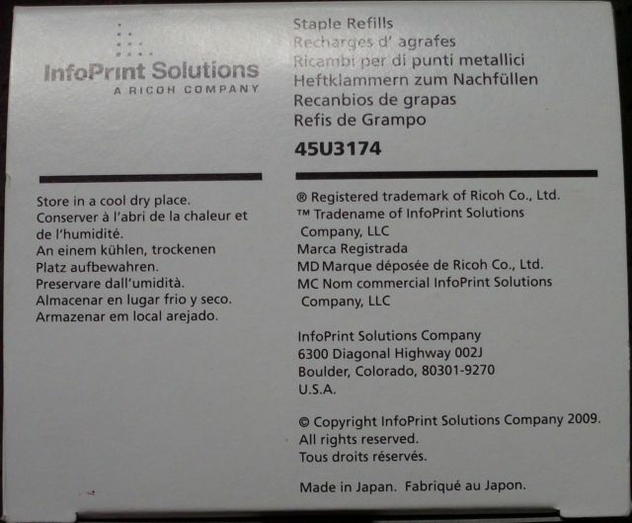 InfoPrint Solutions
A RICOH COMPANY
Staple Refills
Recharges d' agrafes
Ricambi per di punti metallici
Heftklammern zum Nachfüllen
Recanbios de grapas
Refis de Grampo
45U3174
Store in a cool dry place.
Conserver à l'abri de la chaleur et
de l'humidité.
An einem kühlen, trockenen
Platz aufbewahren.
Preservare dall'umidità.
Almacenar en lugar frio y seco.
Armazenar em local arejado.
® Registered trademark of Ricoh Co., Ltd.
™ Tradename of InfoPrint Solutions
Company, LLC
Marca Registrada
MD Marque déposée de Ricoh Co., Ltd.
MC Nom commercial InfoPrint Solutions
Company, LLC
InfoPrint Solutions Company
6300 Diagonal Highway 002J
Boulder, Colorado, 80301-9270
U.S.A.
© Copyright InfoPrint Solutions Company 2009.
All rights reserved.
Tous droits réservés.
Made in Japan. Fabriqué au Japon.